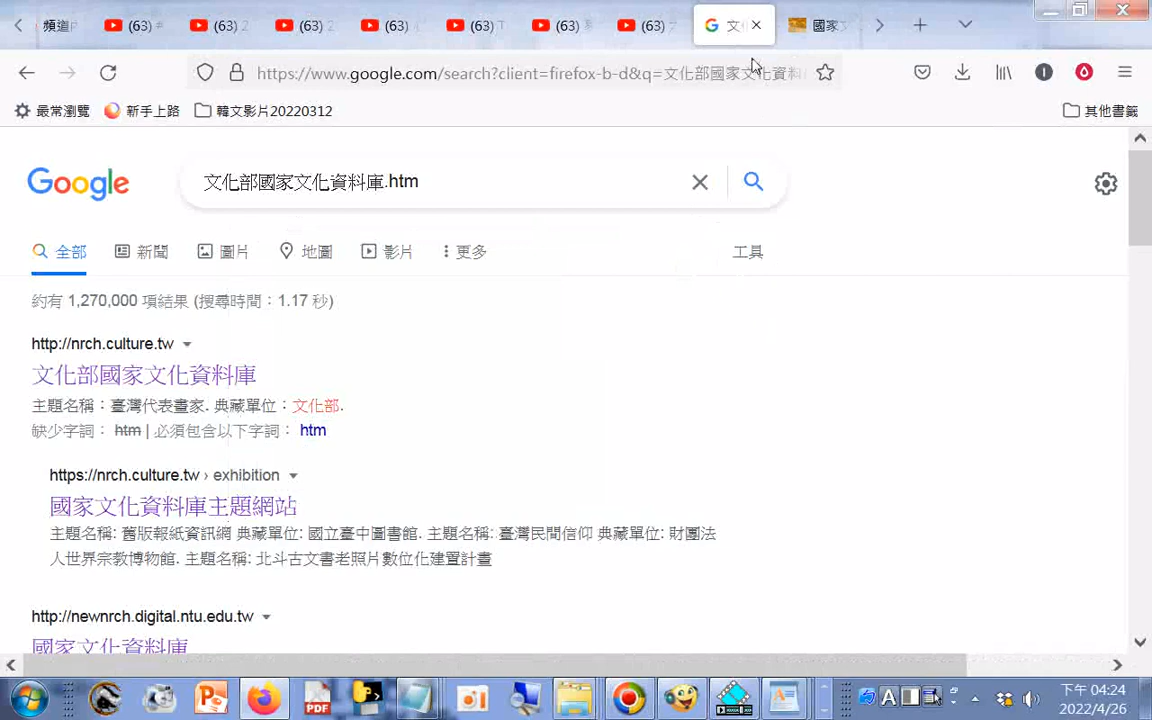 頻道
(63)
(63) 2
(63) 2
(63)
(63) T
(63)
(63)
文
國家
https://www.google.com/search?client=firefox-b-d&q=文化部國家文化資料
最常瀏覽 新手上路 韓文影片20220312 其他書籤
Google
文化部國家文化資料庫.htm
全部 新聞 圖片 地圖 影片 更多 工具
約有 1,270,000 項結果 (搜尋時間：1.17 秒)
http://nrch.culture.tw
文化部國家文化資料庫
主題名稱：臺灣代表畫家. 典藏單位：文化部.
缺少字詞： htm | 必須包含以下字詞： htm
https://nrch.culture.tw › exhibition
國家文化資料庫主題網站
主題名稱: 舊版報紙資訊網 典藏單位: 國立臺中圖書館. 主題名稱: 臺灣民間信仰 典藏單位: 財團法
人世界宗教博物館. 主題名稱: 北斗古文書老照片數位化建置計畫
http://newnrch.digital.ntu.edu.tw
國家文化資料庫
PDF
A
下午 04:24
2022/4/26